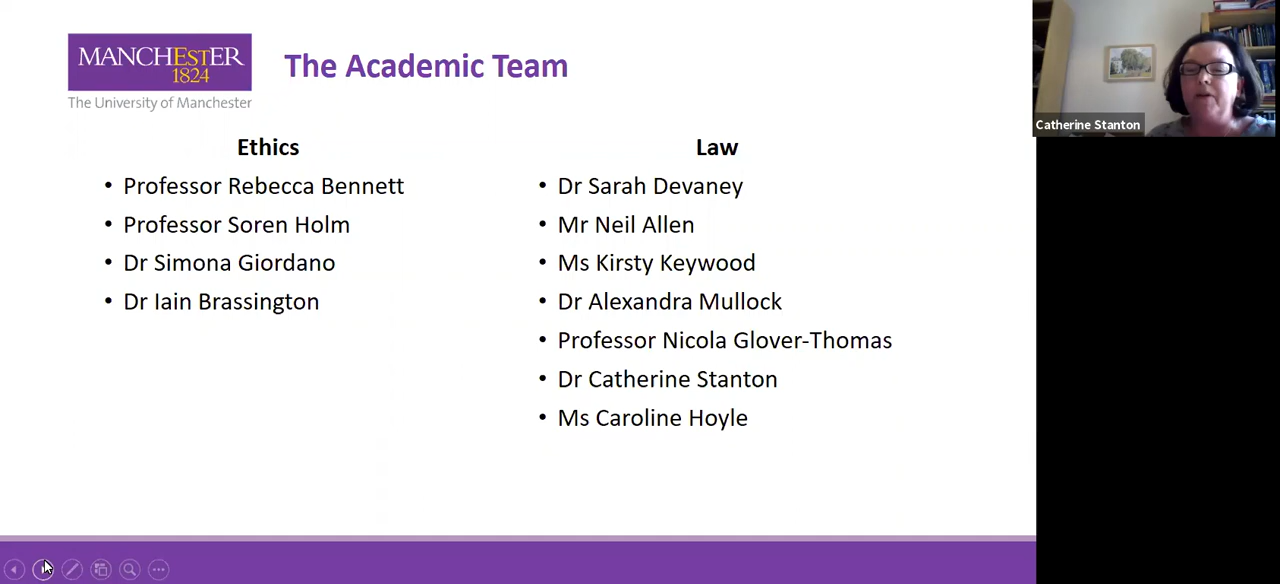 MANCHESTER
1824
The University of Manchester
The Academic Team
Ethics
• Professor Rebecca Bennett
• Professor Soren Holm
• Dr Simona Giordano
• Dr Iain Brassington
Law
• Dr Sarah Devaney
• Mr Neil Allen
• Ms Kirsty Keywood
• Dr Alexandra Mullock
• Professor Nicola Glover-Thomas
• Dr Catherine Stanton
• Ms Caroline Hoyle
Catherine Stanton